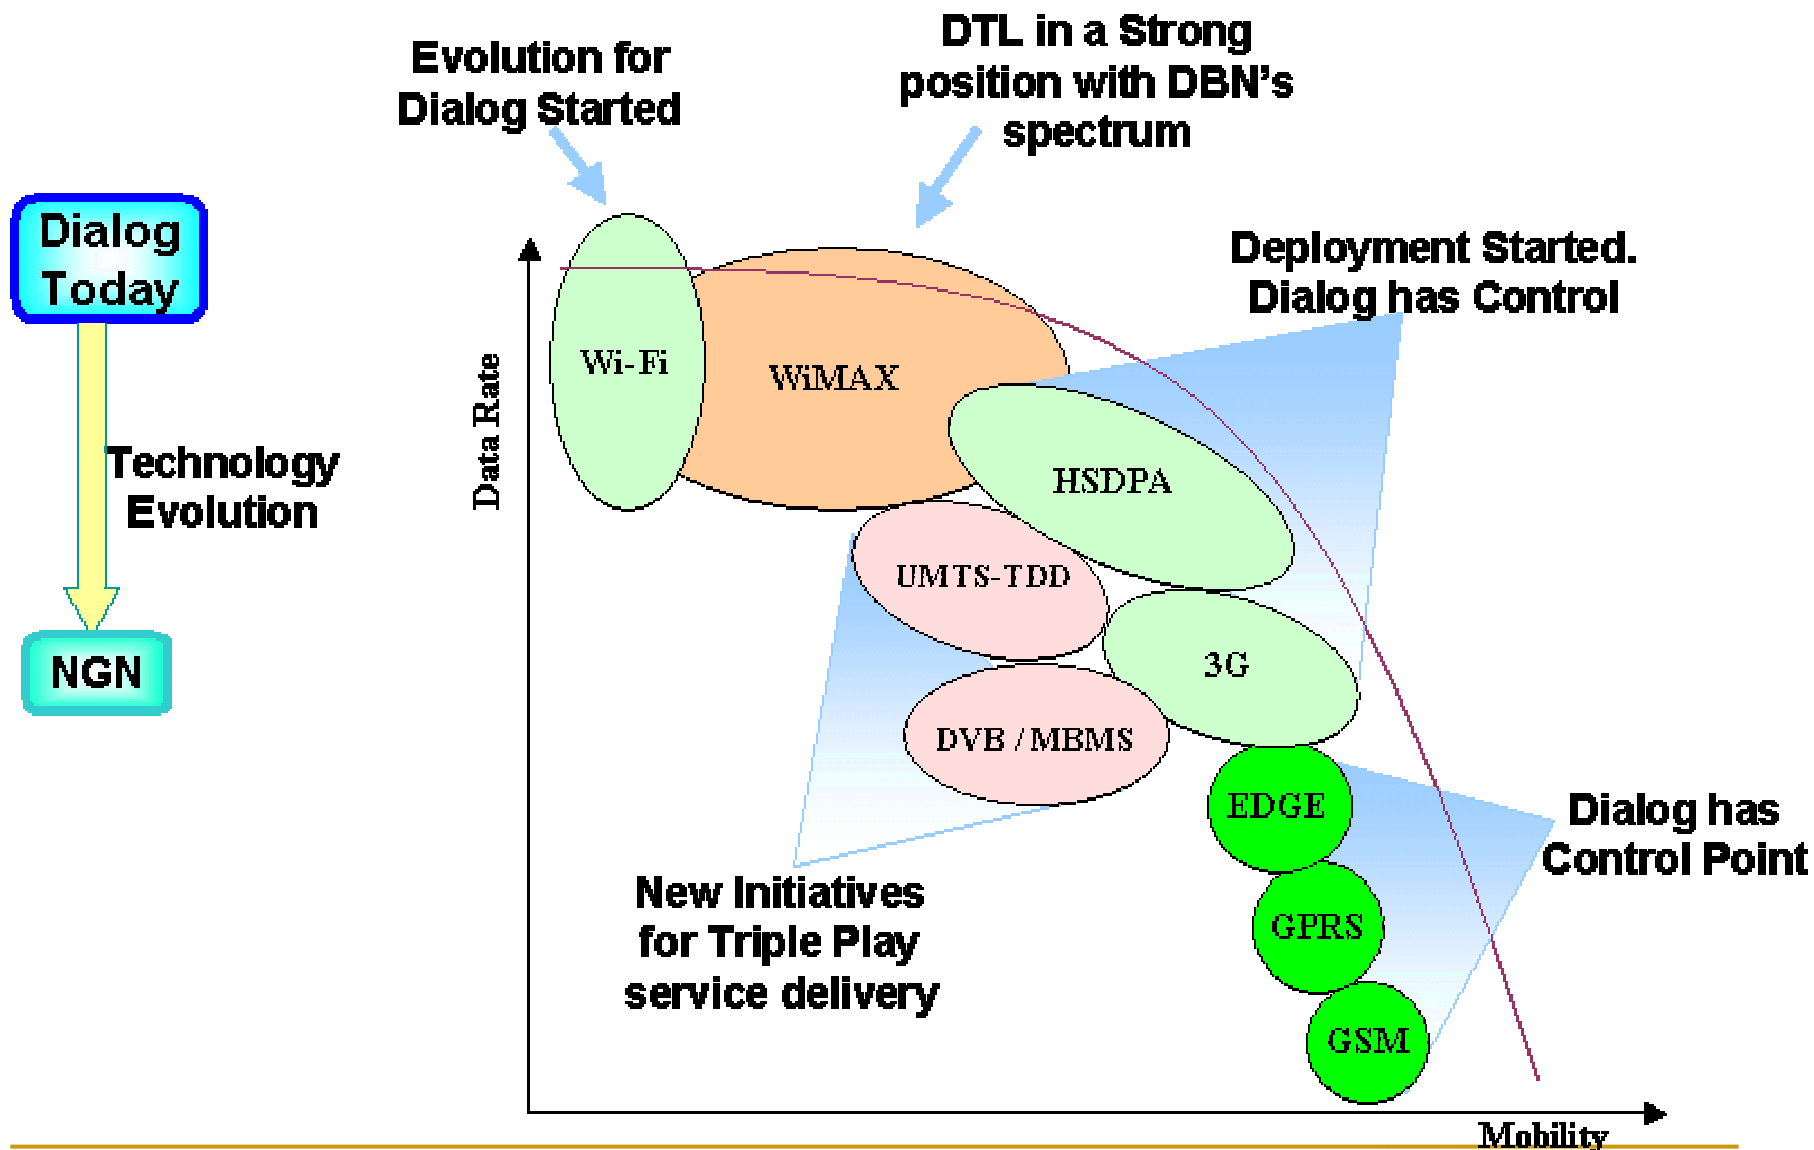 Evolution for
Dialog Started
DTL in a Strong
position with DBN's
spectrum
Dialog
Today
Technology
Evolution
NGN
Deployment Started.
Dialog has Control
Data Rate
Wi-Fi
WiMAX
HSDPA
UMTS-TDD
3G
DVB / MBMS
EDGE
GPRS
GSM
Dialog has
Control Point
New Initiatives
for Triple Play
service delivery
Mobility